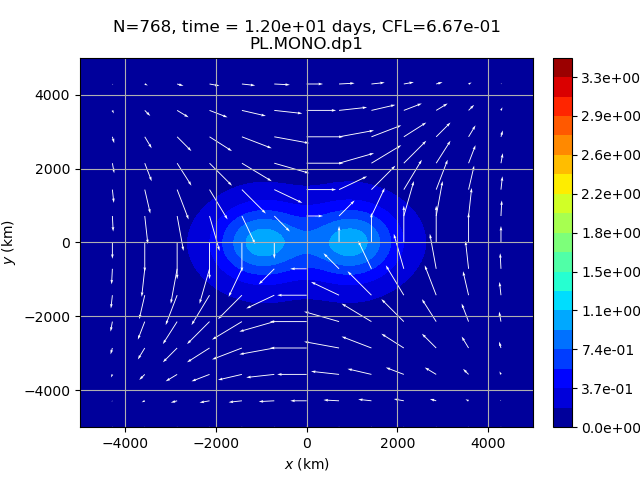 N=768, time = 1.20e+01 days, CFL=6.67e-01
PL.MONO.dp1
4000
2000
0
−2000
−4000
y (km)
−4000
−2000
0
2000
4000
x (km)
3.3e+00
2.9e+00
2.6e+00
2.2e+00
1.8e+00
1.5e+00
1.1e+00
7.4e-01
3.7e-01
0.0e+00